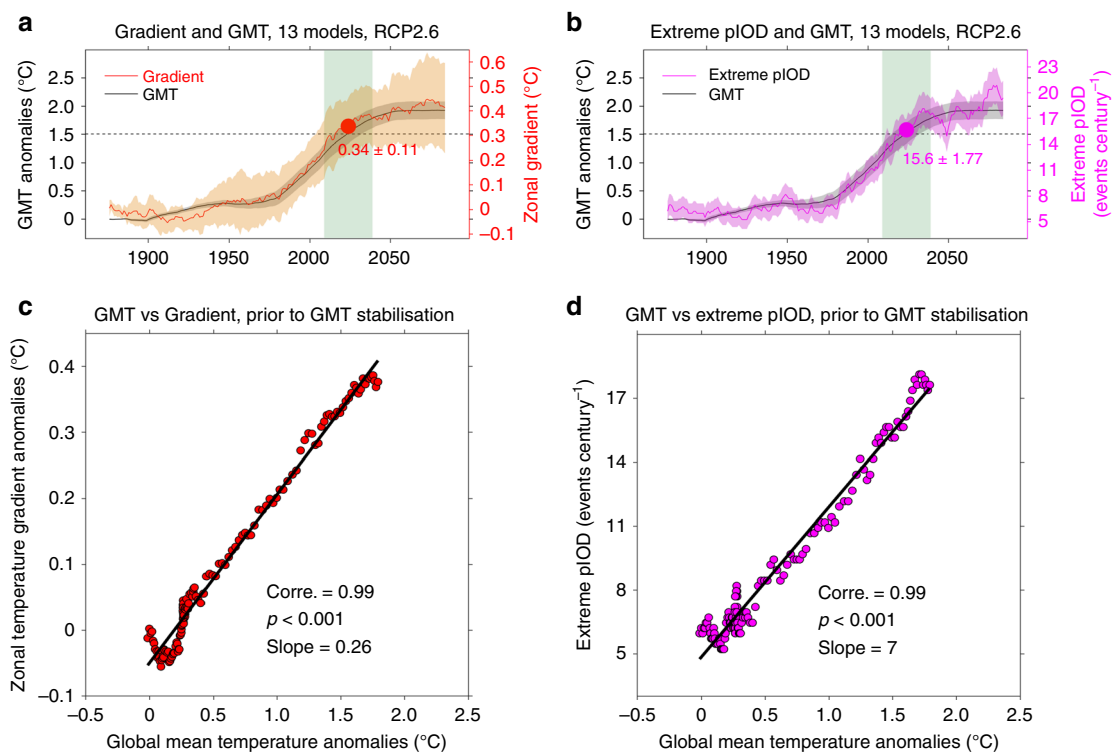 a
Gradient and GMT, 13 models, RCP2.6
GMT anomalies (°C)
2.5
2.0
1.5
1.0
0.5
0
Gradient
GMT
0.34 ± 0.11
0.6
0.5
0.4
0.3
0.2
0.1
0
−0.1
Zonal gradient (°C)
1900 1950 2000 2050
b
Extreme pIOD and GMT, 13 models, RCP2.6
GMT anomalies (°C)
2.5
2.0
1.5
1.0
0.5
0
Extreme pIOD
GMT
15.6 ± 1.77
23
20
18
15
13
11
8
7
5
Extreme pIOD
(events century⁻¹)
1900 1950 2000 2050
c
GMT vs Gradient, prior to GMT stabilisation
Zonal temperature gradient anomalies (°C)
0.4
0.3
0.2
0.1
0
−0.1
Corre. = 0.99
p < 0.001
Slope = 0.26
−0.5 0 0.5 1.0 1.5 2.0 2.5
Global mean temperature anomalies (°C)
d
GMT vs extreme pIOD, prior to GMT stabilisation
Extreme pIOD (events century⁻¹)
17
14
11
8
5
Corre. = 0.99
p < 0.001
Slope = 7
−0.5 0 0.5 1.0 1.5 2.0 2.5
Global mean temperature anomalies (°C)